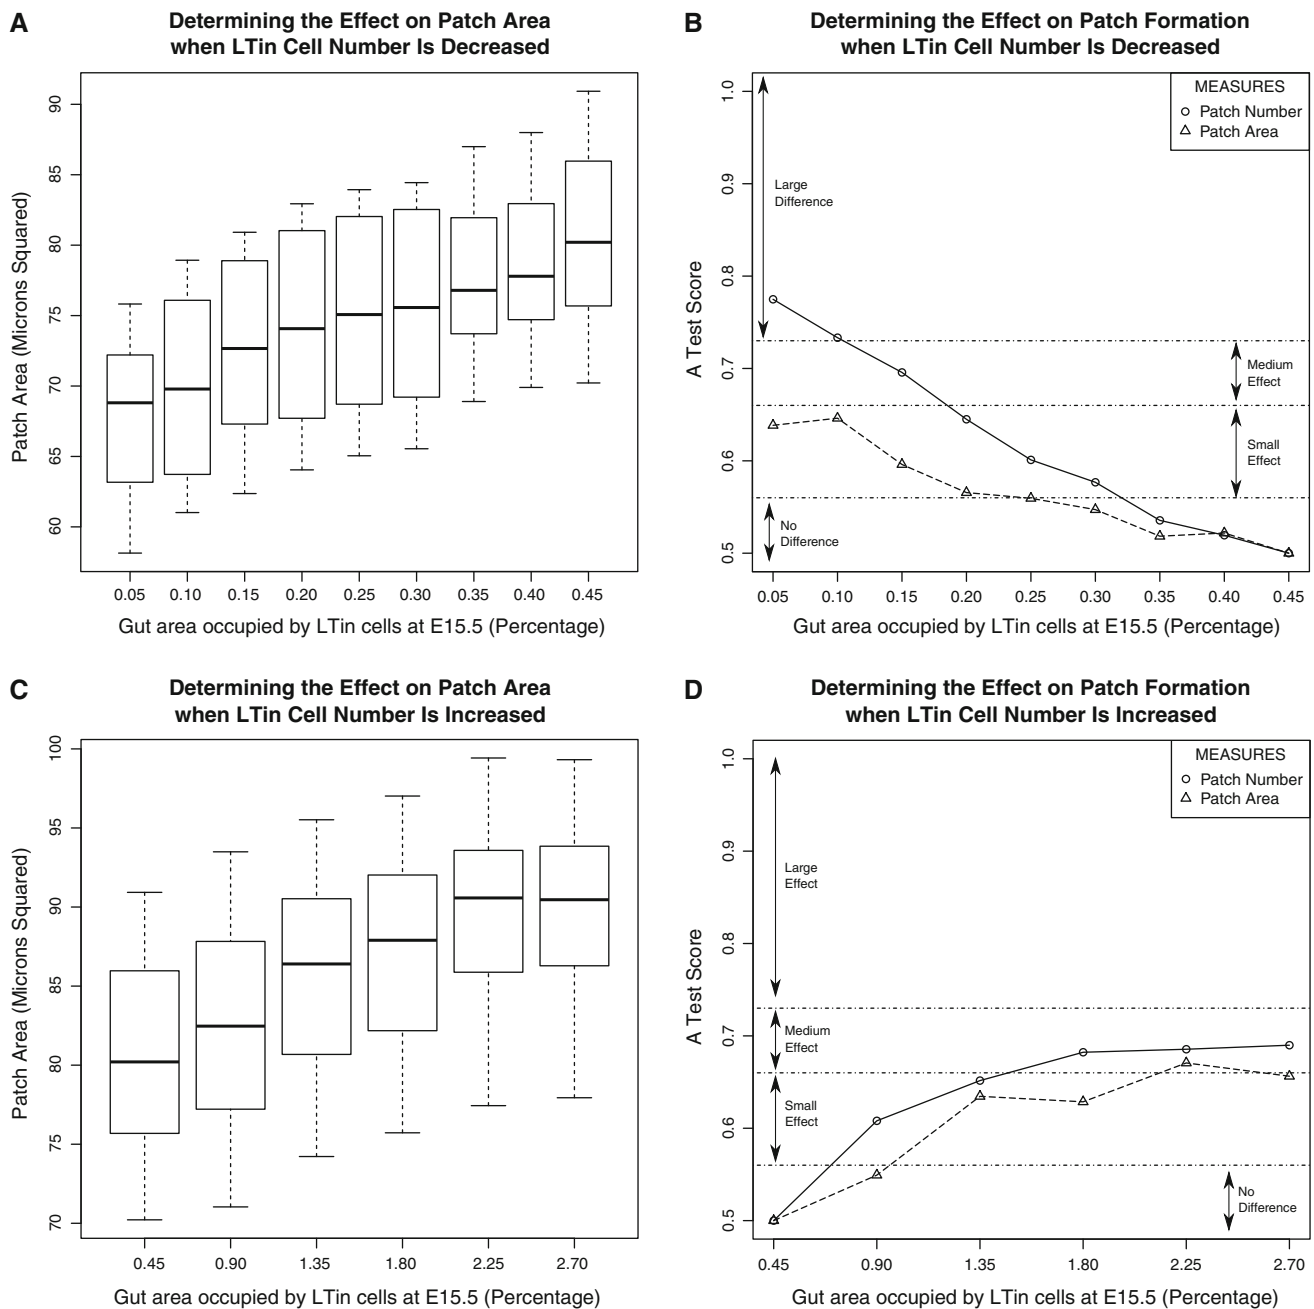 A
Determining the Effect on Patch Area
when LTin Cell Number Is Decreased
Patch Area (Microns Squared)
90
85
80
75
70
65
60
0.05 0.10 0.15 0.20 0.25 0.30 0.35 0.40 0.45
Gut area occupied by LTin cells at E15.5 (Percentage)
B
Determining the Effect on Patch Formation
when LTin Cell Number Is Decreased
A Test Score
1.0
0.9
0.8
0.7
0.6
0.5
MEASURES
Patch Number
Patch Area
Large
Difference
Medium
Effect
Small
Effect
No
Difference
0.05 0.10 0.15 0.20 0.25 0.30 0.35 0.40 0.45
Gut area occupied by LTin cells at E15.5 (Percentage)
C
Determining the Effect on Patch Area
when LTin Cell Number Is Increased
Patch Area (Microns Squared)
100
95
90
85
80
75
70
0.45 0.90 1.35 1.80 2.25 2.70
Gut area occupied by LTin cells at E15.5 (Percentage)
D
Determining the Effect on Patch Formation
when LTin Cell Number Is Increased
A Test Score
1.0
0.9
0.8
0.7
0.6
0.5
MEASURES
Patch Number
Patch Area
Large
Effect
Medium
Effect
Small
Effect
No
Difference
0.45 0.90 1.35 1.80 2.25 2.70
Gut area occupied by LTin cells at E15.5 (Percentage)